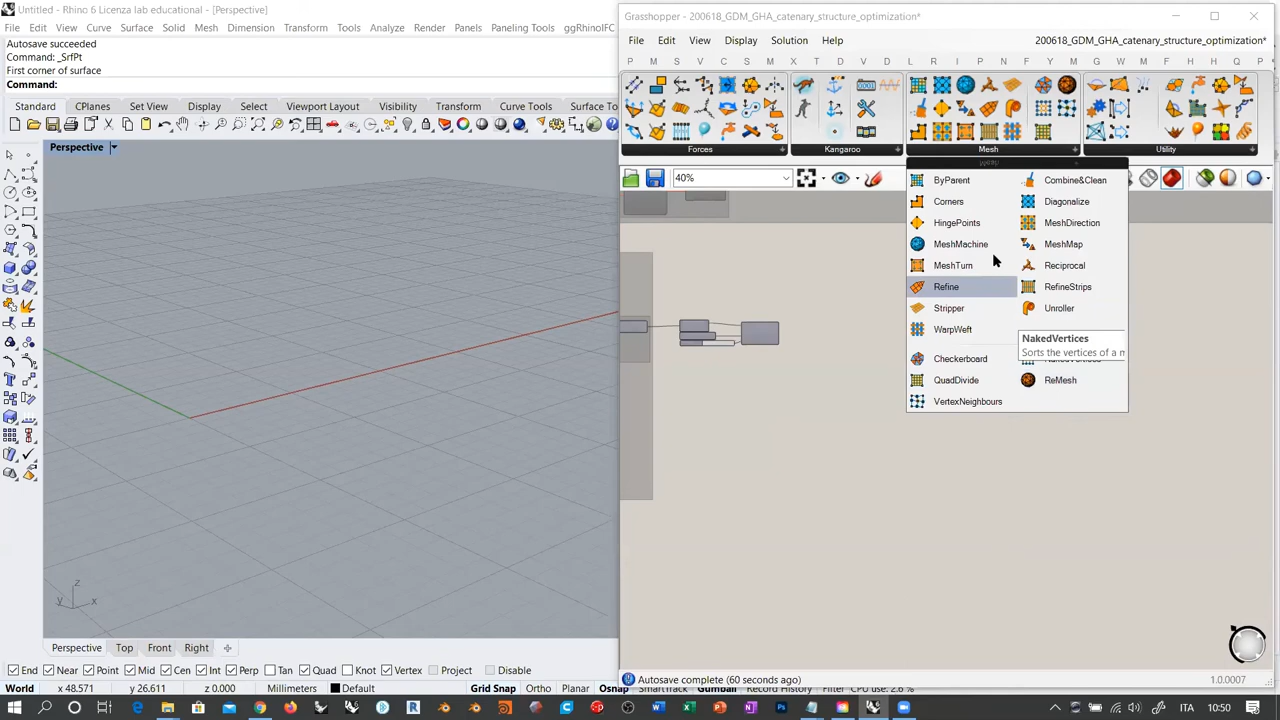 Untitled - Rhino 6 Licenza lab educational - [Perspective]
File Edit View Curve Surface Solid Mesh Dimension Transform Tools Analyze Render Panels Paneling Tools ggRhinoIFC
Autosave succeeded
Command: _SrfPt
First corner of surface
Command:
Standard CPlanes Set View Display Select Viewport Layout Visibility Transform Curve Tools Surface To
Perspective
z
y x
Perspective Top Front Right
End Near Point Mid Cen Int Perp Tan Quad Knot Vertex Project Disable
World x 48.571 y 26.611 z 0.000 Millimeters Default Grid Snap Ortho Planar Osnap SmartTrack Gumball Record History Filter CPU use: 2.6 %
Grasshopper - 200618_GDM_GHA_catenary_structure_optimization*
File Edit View Display Solution Help 200618_GDM_GHA_catenary_structure_optimization*
P M S V C I S M X T V D L R I P N M F E B A C G H Q
Forces Kangaroo Mesh Utility
40%
Mesh
ByParent Combine&Clean
Corners Diagonalize
HingePoints MeshDirection
MeshMachine MeshMap
MeshTurn Reciprocal
Refine RefineStrips
Stripper Unroller
WarpWeft
NakedVertices
Sorts the vertices of a m
Checkerboard
QuadDivide ReMesh
VertexNeighbours
Autosave complete (60 seconds ago) 1.0.0007
ITA 10:50